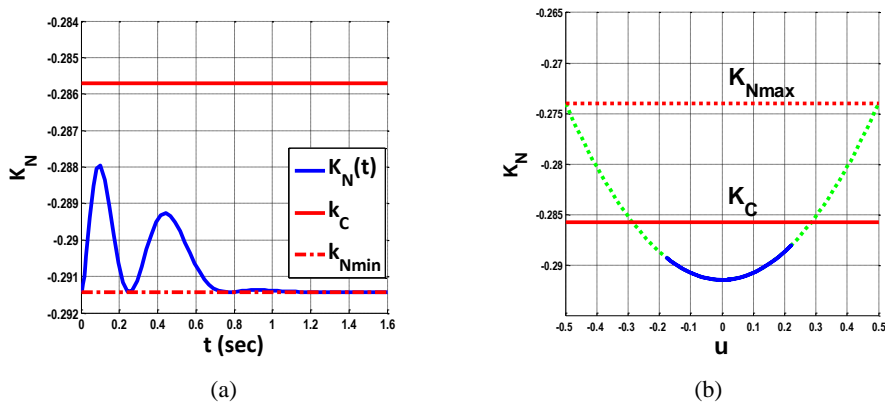 -0.284
-0.285
-0.286
-0.287
-0.288
-0.289
-0.29
-0.291
-0.292
K_N
0 0.2 0.4 0.6 0.8 1 1.2 1.4 1.6
t (sec)
K_N(t)
k_C
k_Nmin
(a)
-0.265
-0.27
-0.275
-0.28
-0.285
-0.29
K_N
K_Nmax
K_C
-0.5 -0.4 -0.3 -0.2 -0.1 0 0.1 0.2 0.3 0.4 0.5
u
(b)